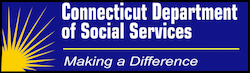 Connecticut Department
of Social Services
Making a Difference